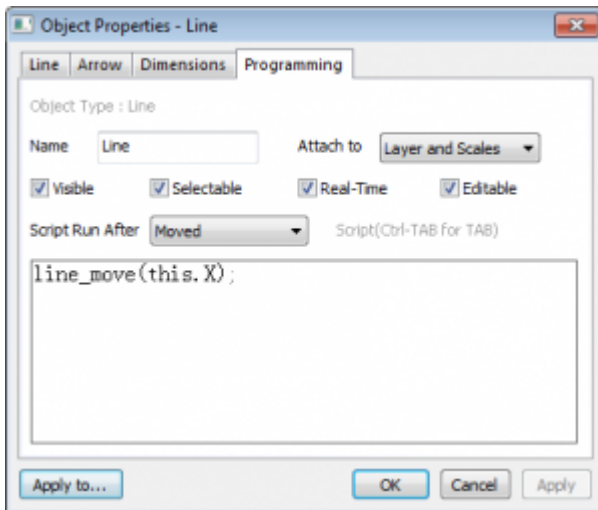 Object Properties - Line
Line Arrow Dimensions Programming
Object Type : Line
Name Line Attach to Layer and Scales
Visible Selectable Real-Time Editable
Script Run After Moved Script(Ctrl-TAB for TAB)
line_move(this.X);
Apply to... OK Cancel Apply